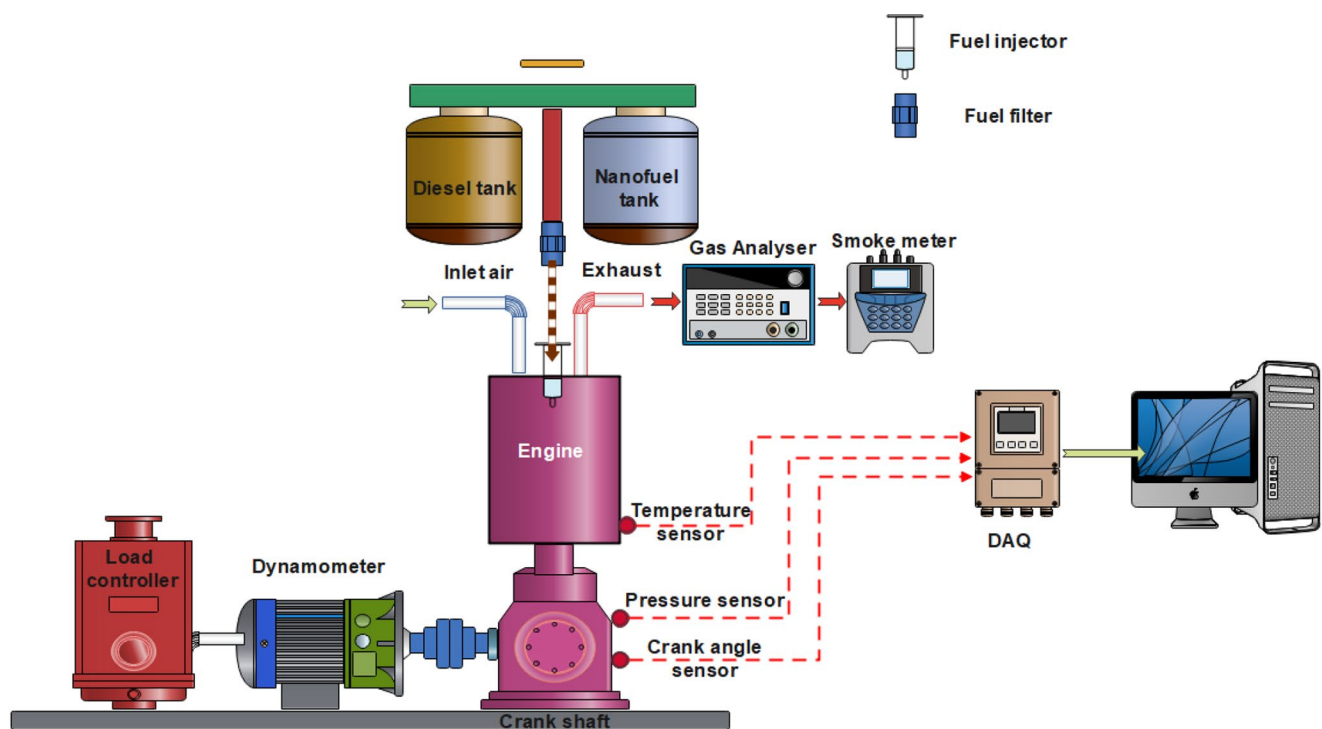 Fuel injector
Fuel filter
Diesel tank
Nanofuel
tank
Inlet air
Exhaust
Gas Analyser
Smoke meter
Engine
Temperature
sensor
DAQ
Load
controller
Dynamometer
Pressure sensor
Crank angle
sensor
Crank shaft